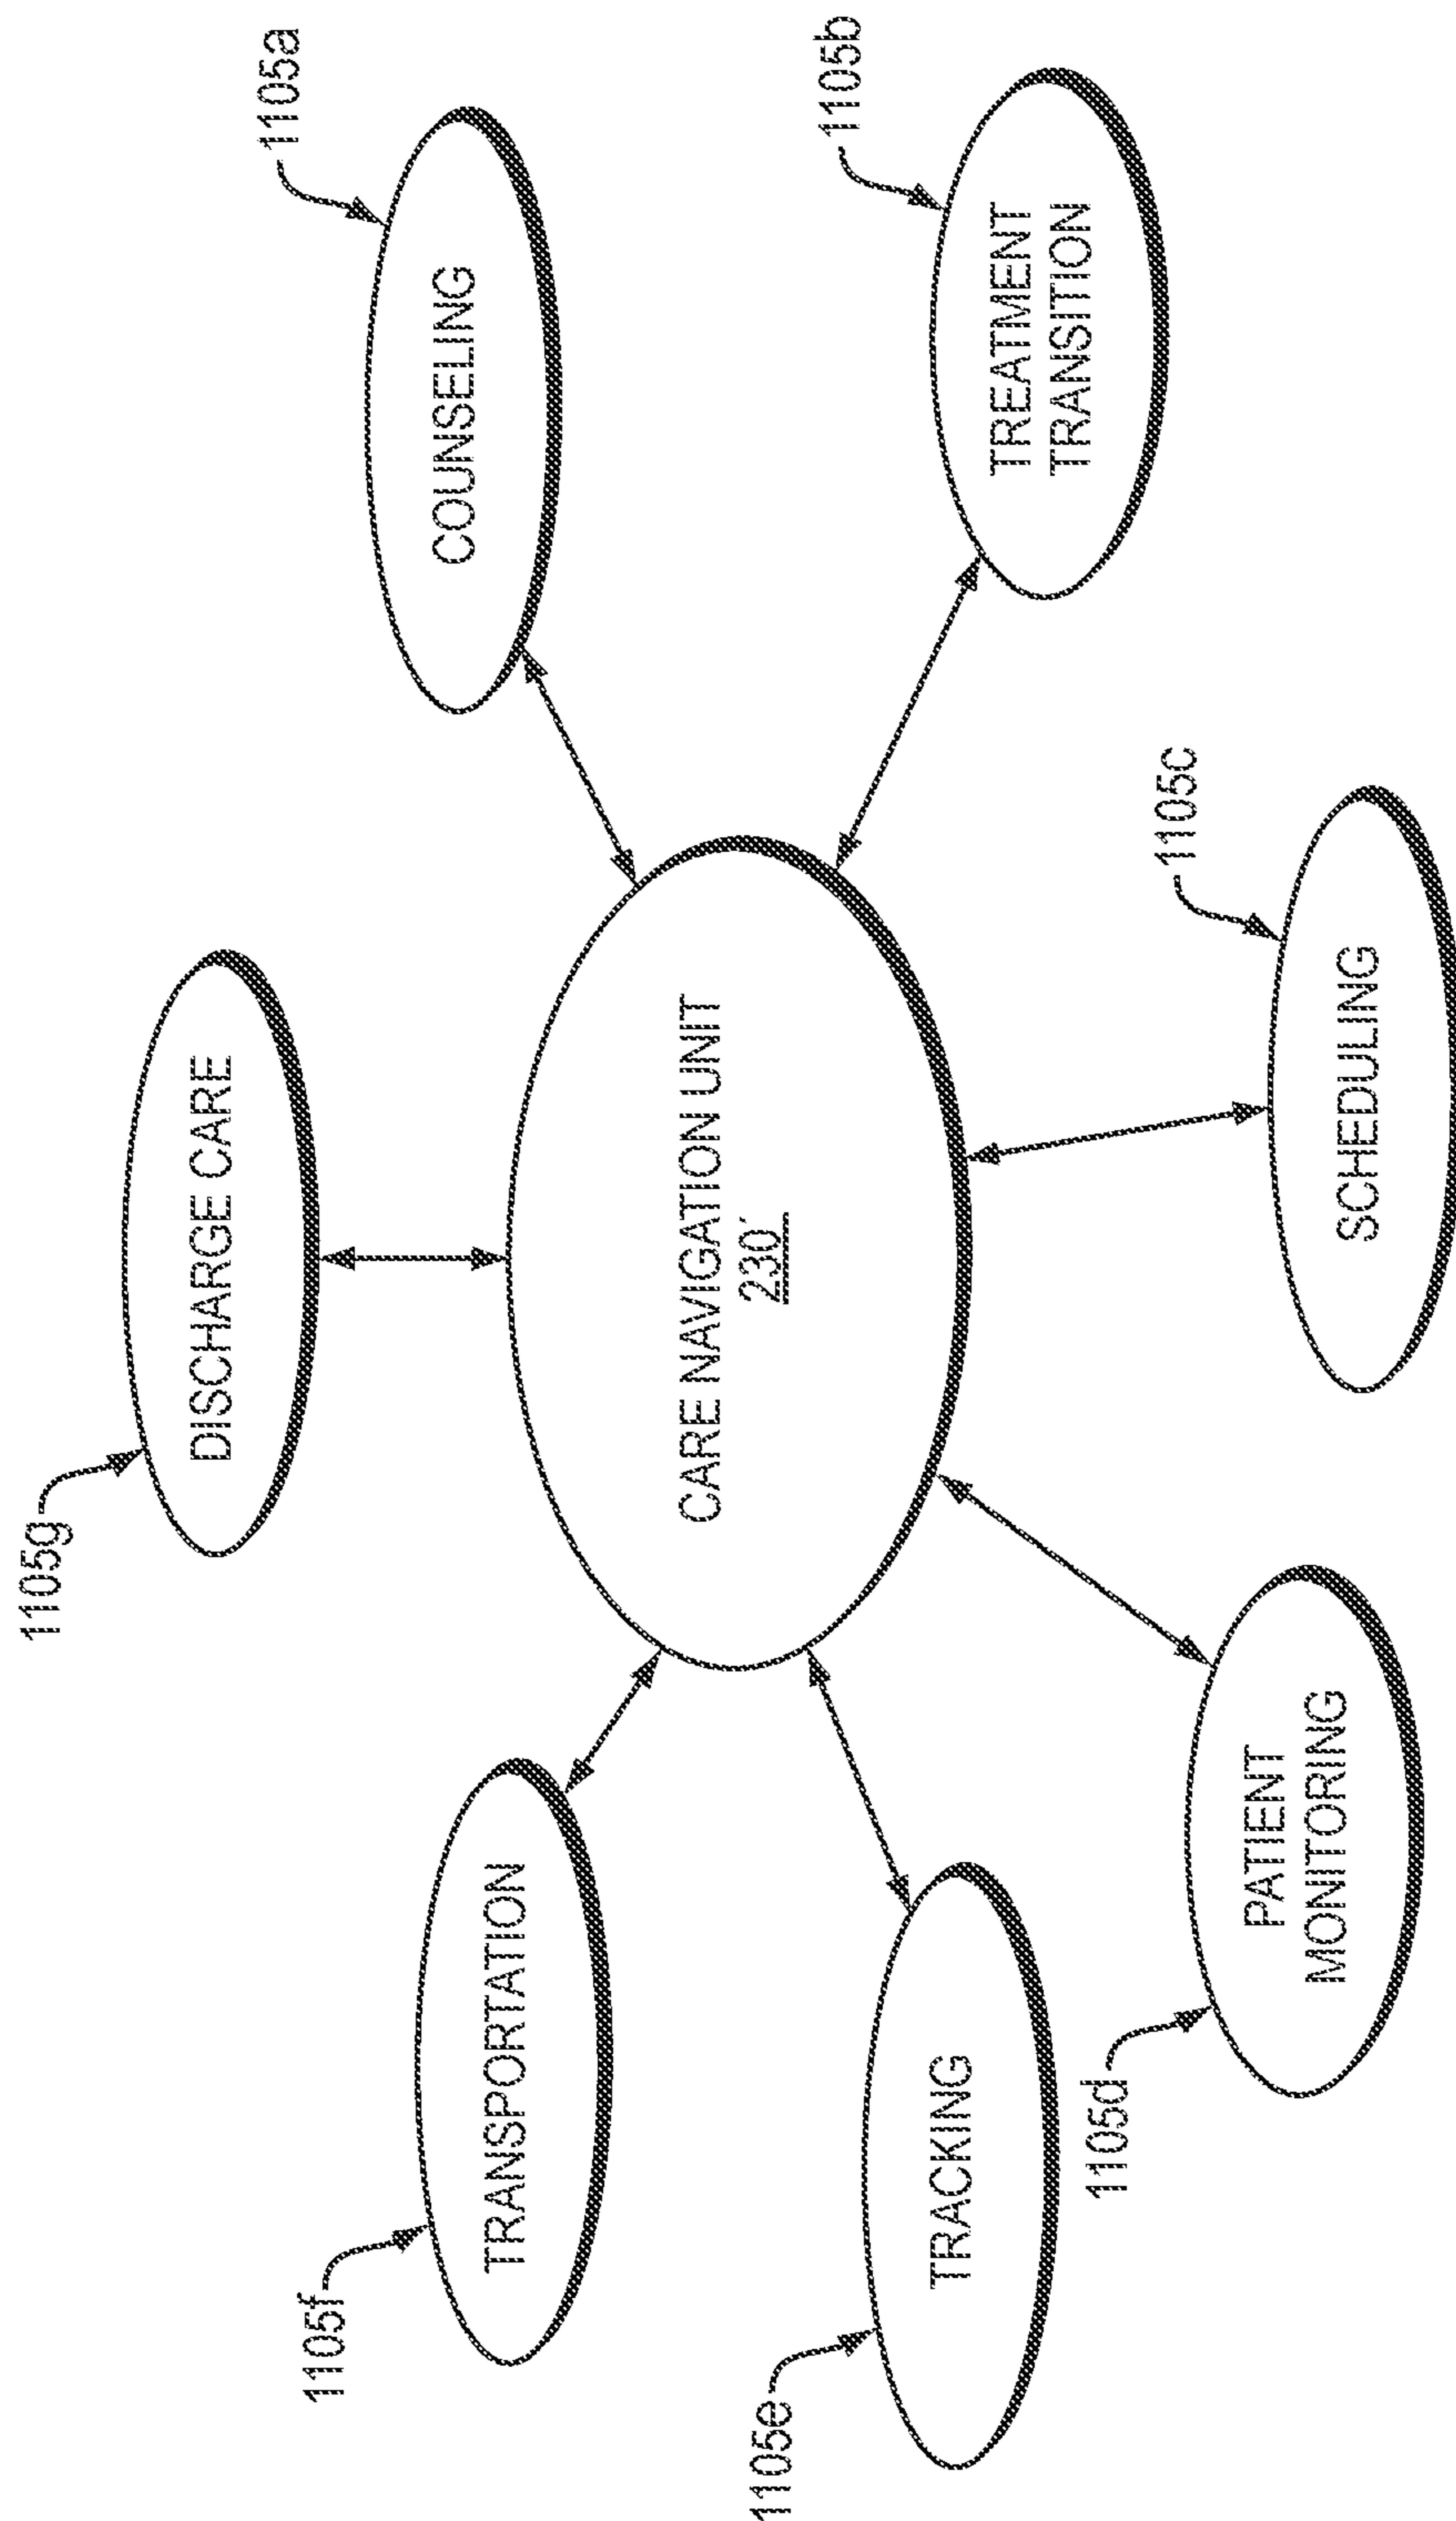 1105g
DISCHARGE CARE
1105a
COUNSELING
1105f
TRANSPORTATION
CARE NAVIGATION UNIT
230'
1105b
TREATMENT
TRANSITION
1105e
TRACKING
1105d
PATIENT
MONITORING
1105c
SCHEDULING